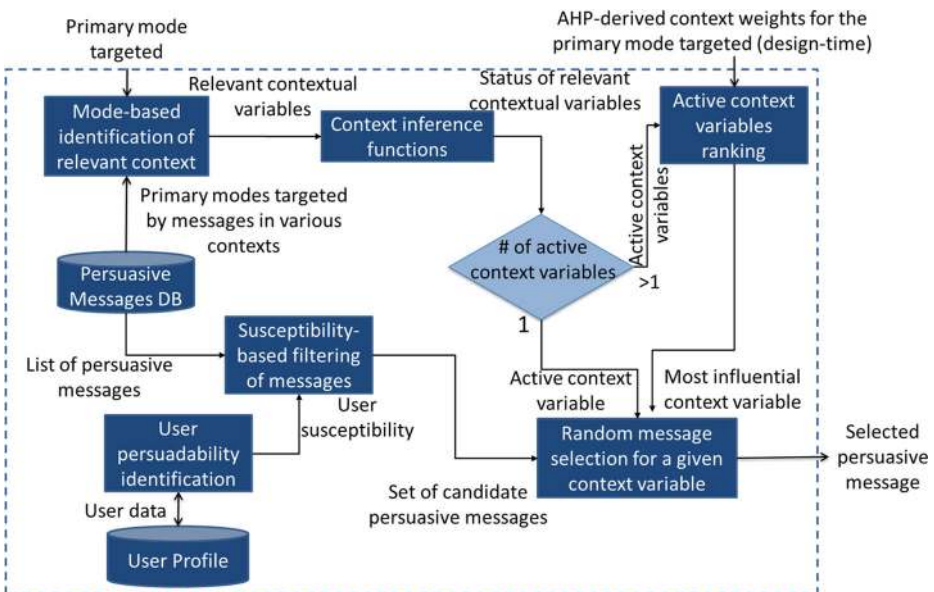 Primary mode
targeted
AHP-derived context weights for the
primary mode targeted (design-time)
Relevant contextual
variables
Status of relevant
contextual variables
Mode-based
identification of
relevant context
Context inference
functions
Active context
variables
ranking
Active context
variables
Primary modes targeted
by messages in various
contexts
# of active
context variables
>1
1
Persuasive
Messages DB
List of persuasive
messages
Susceptibility-
based filtering
of messages
User
susceptibility
Active context
variable
Most influential
context variable
User
persuadability
identification
Random message
selection for a given
context variable
Selected
persuasive
message
Set of candidate
persuasive messages
User data
User Profile